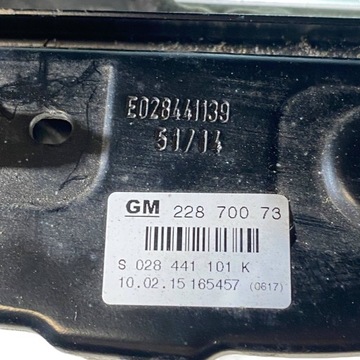 E028441139
51/14
GM 228 700 73
S 028 441 101 K
10.02.15 165457 (0617)